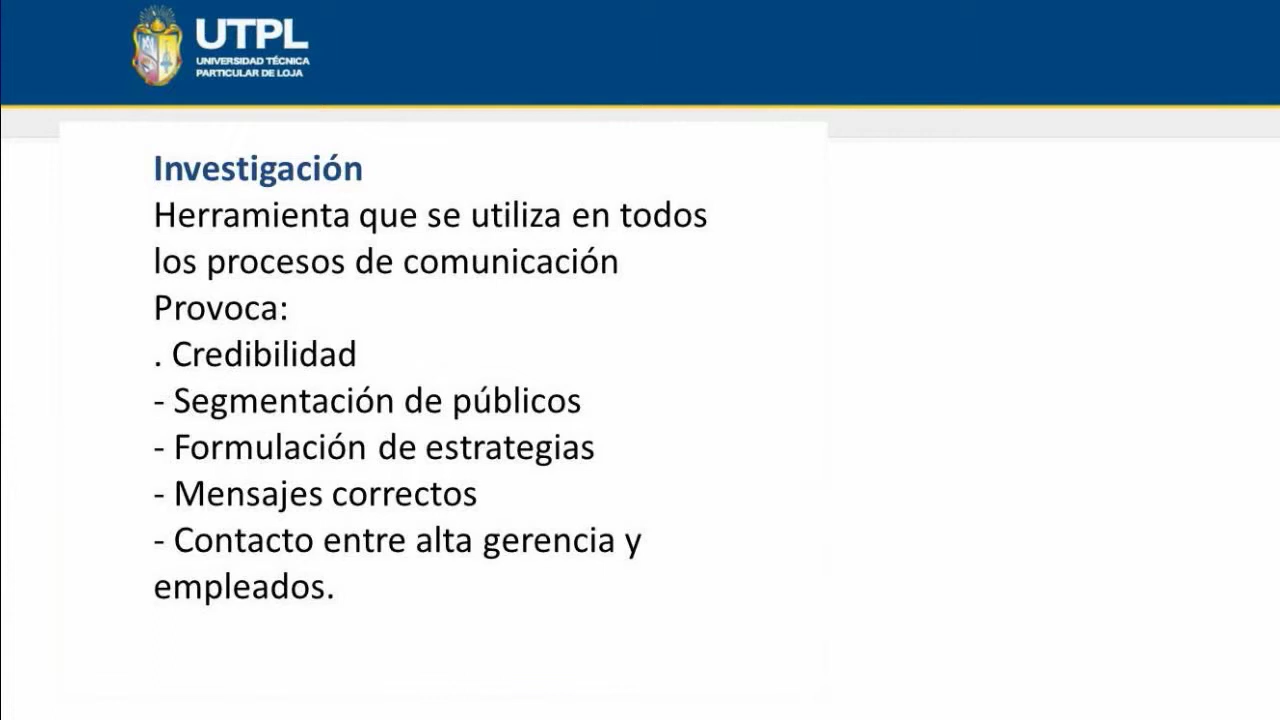 UTPL
UNIVERSIDAD TÉCNICA
PARTICULAR DE LOJA
Investigación
Herramienta que se utiliza en todos
los procesos de comunicación
Provoca:
. Credibilidad
- Segmentación de públicos
- Formulación de estrategias
- Mensajes correctos
- Contacto entre alta gerencia y
empleados.